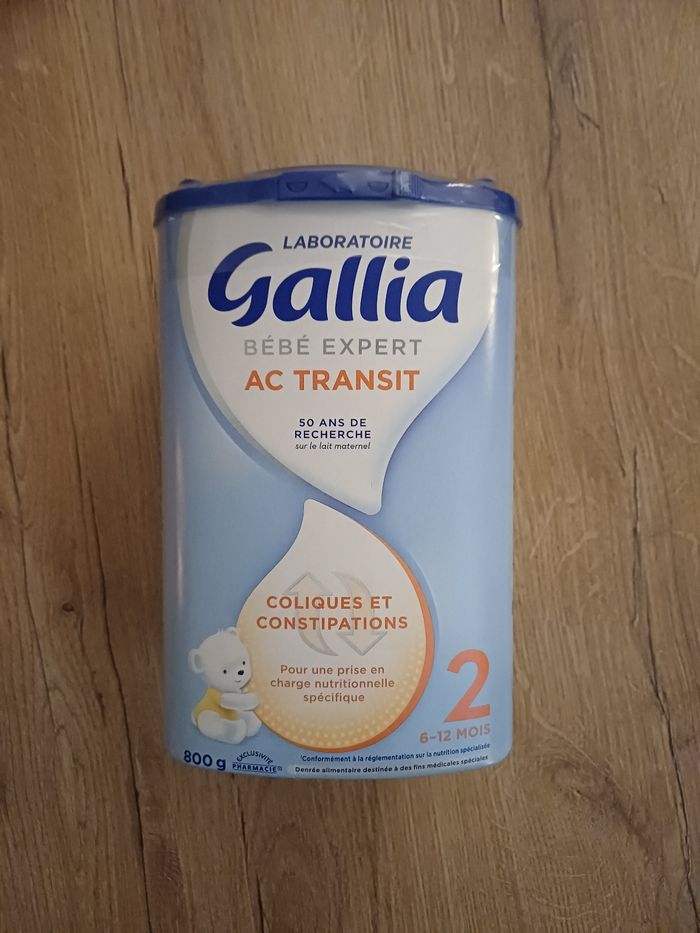 LABORATOIRE
Gallia
BÉBÉ EXPERT
AC TRANSIT
50 ANS DE
RECHERCHE
sur le lait maternel
COLIQUES ET
CONSTIPATIONS
Pour une prise en
charge nutritionnelle
spécifique
2
6-12 MOIS
800 g
EXCLUSIVITÉ
PHARMACIE⁽¹⁾
¹Conformément à la réglementation sur la nutrition spécialisée
Denrée alimentaire destinée à des fins médicales spéciales